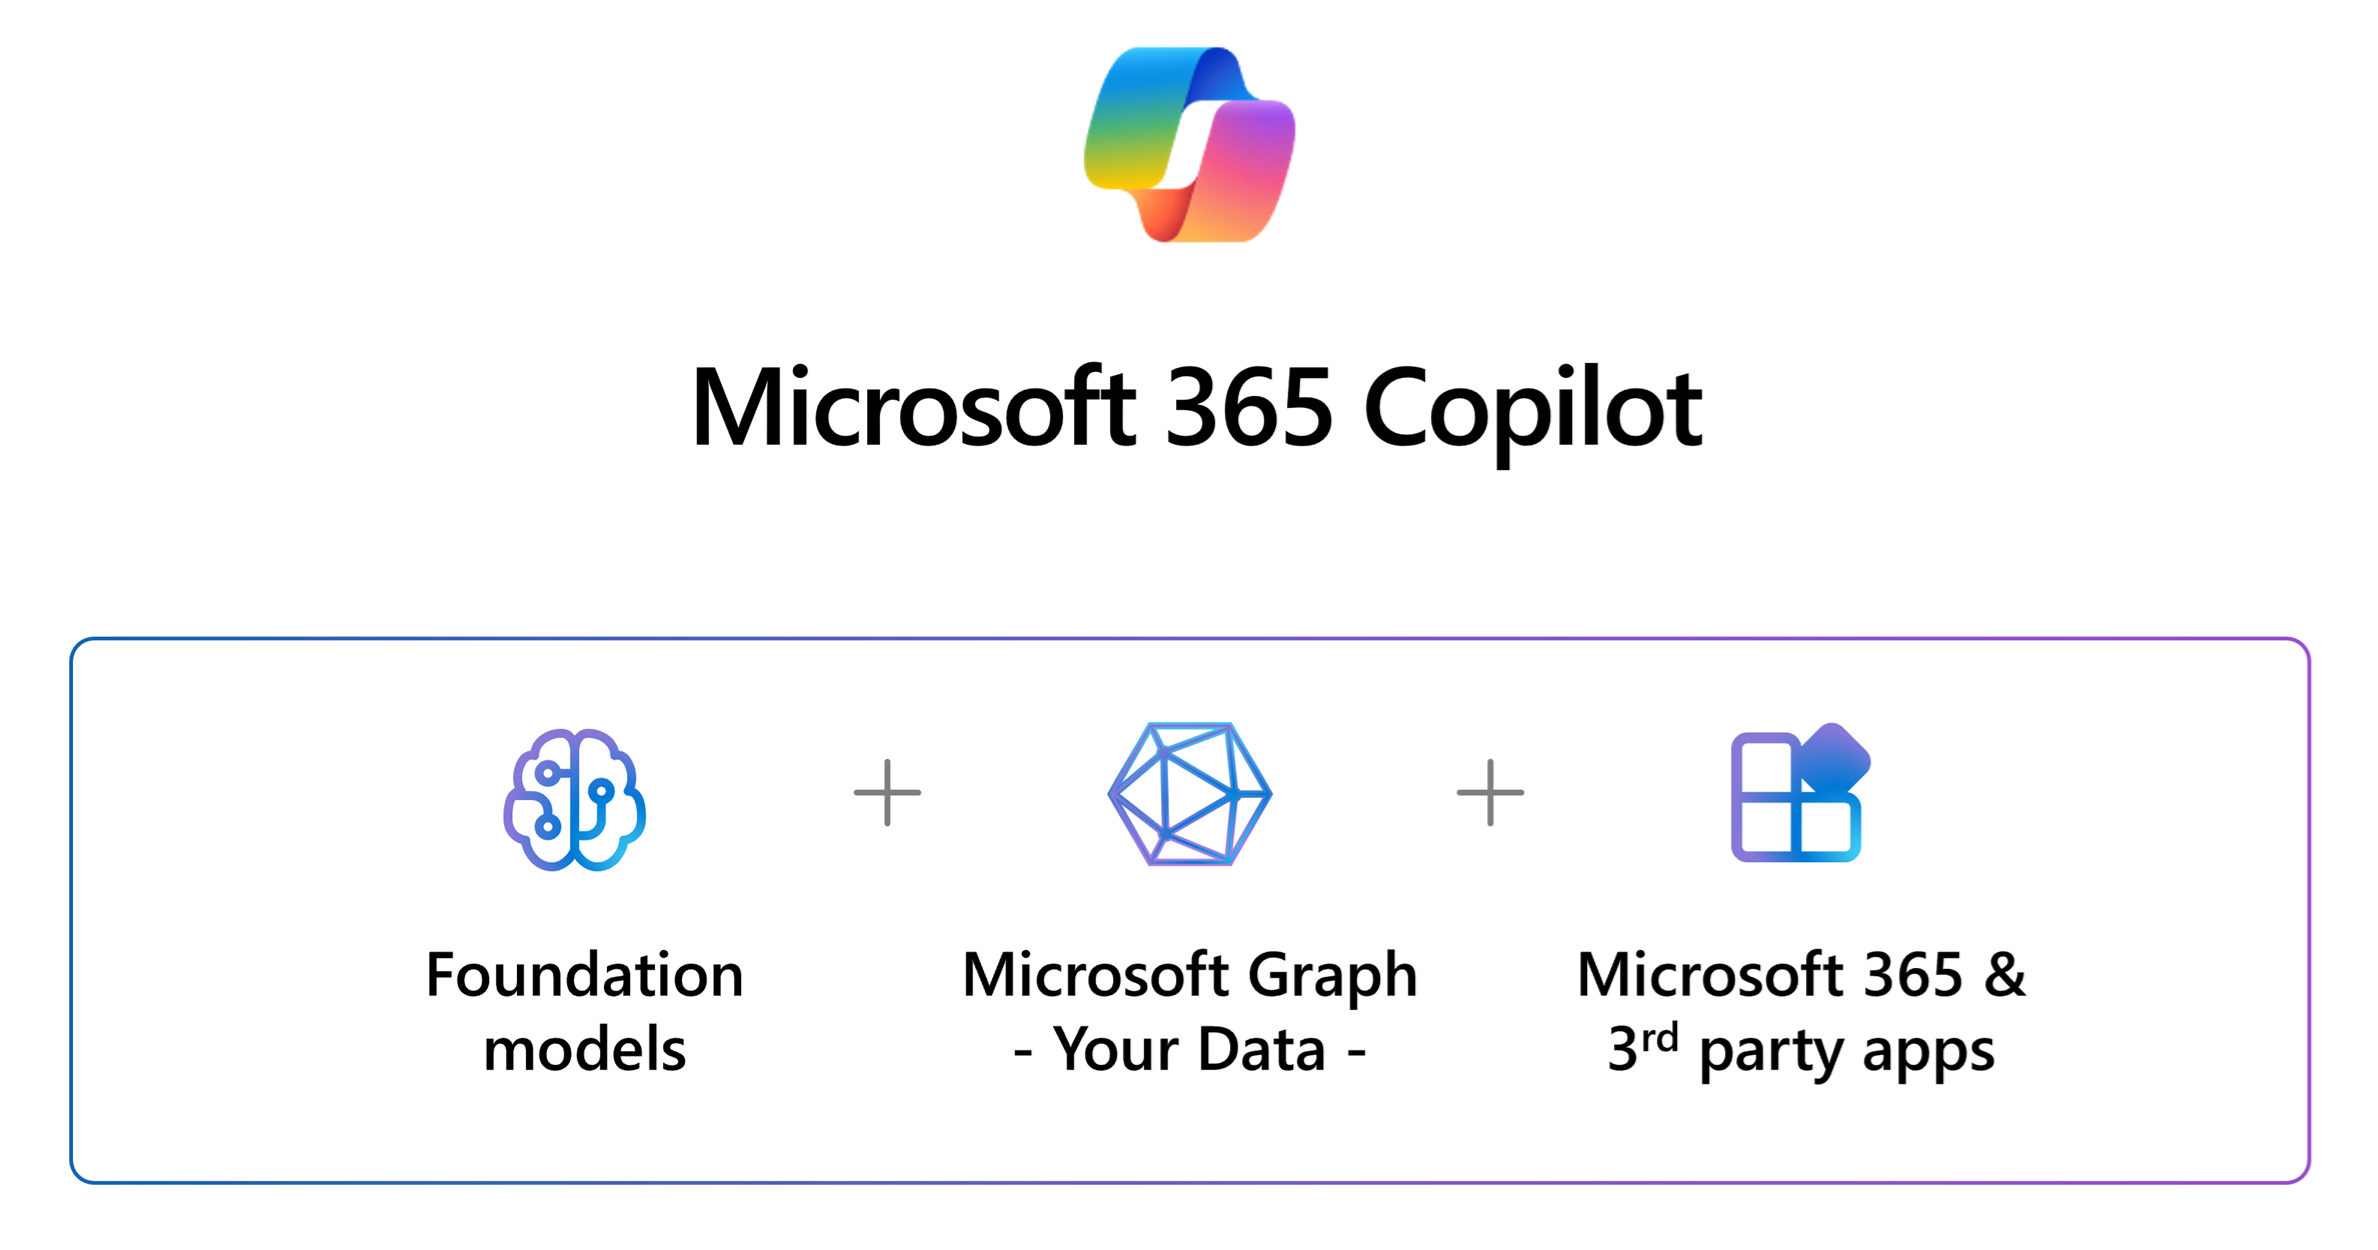 Microsoft 365 Copilot
Foundation
models
Microsoft Graph
- Your Data -
Microsoft 365 &
3rd party apps